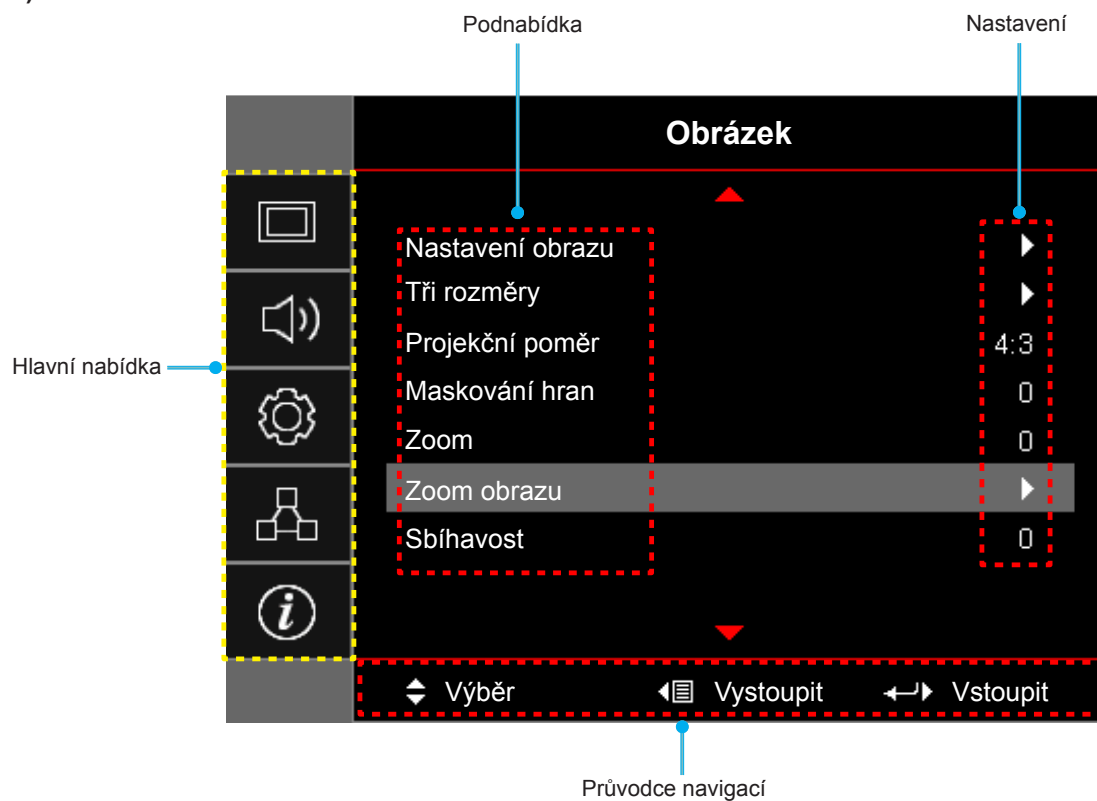 Podnabídka
Nastavení
Obrázek
Nastavení obrazu
Tři rozměry
Projekční poměr 4:3
Maskování hran 0
Zoom 0
Zoom obrazu
Sbíhavost 0
Hlavní nabídka
Výběr Vystoupit Vstoupit
Průvodce navigací